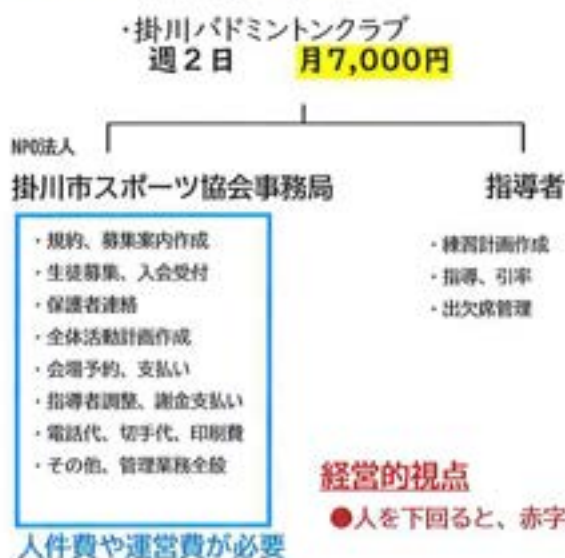 ・掛川バドミントンクラブ
週２日 月7,000円
NPO法人
掛川市スポーツ協会事務局
・規約、募集案内作成
・生徒募集、入会受付
・保護者連絡
・全体活動計画作成
・会場予約、支払い
・指導者調整、謝金支払い
・電話代、切手代、印刷費
・その他、管理業務全般
人件費や運営費が必要
指導者
・練習計画作成
・指導、引率
・出欠席管理
経営的視点
●人を下回ると、赤字